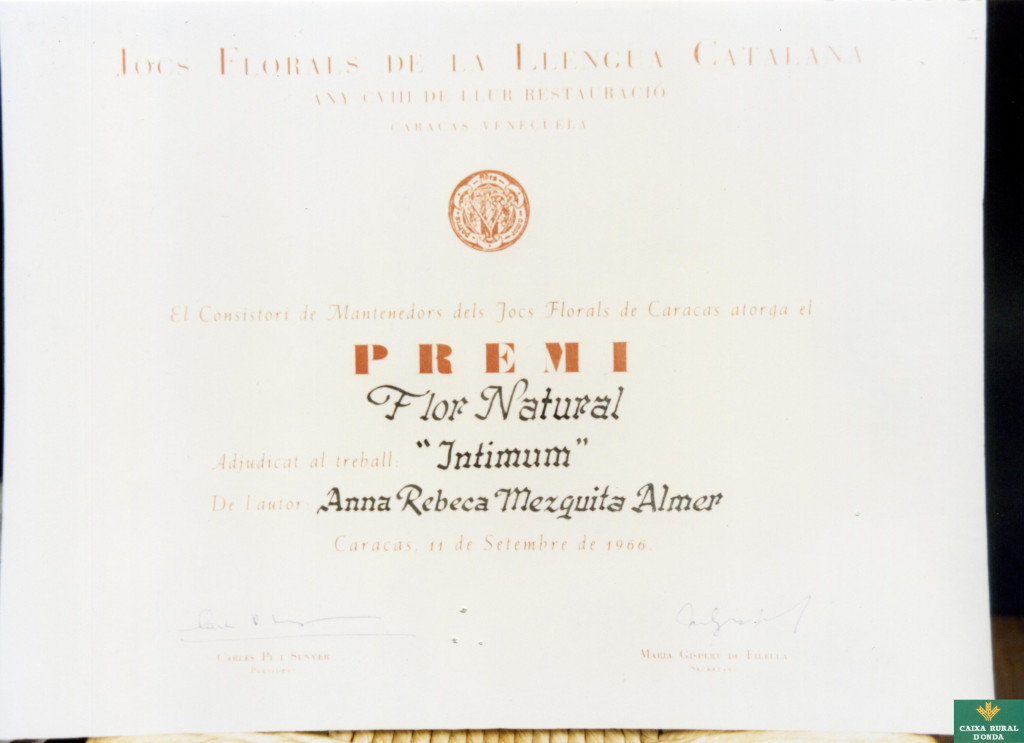 JOCS FLORALS DE LA LLENGUA CATALANA
ANY CVIII DE LLUR RESTAURACIÓ
CARACAS VENEÇUELA
El Consistori de Mantenedors dels Jocs Florals de Caracas atorga el
PREMI
Flor Natural
Adjudicat al treball: "Intimum"
De l'autor: Anna Rebeca Mezquita Almer
Caracas, 11 de Setembre de 1966.
CARLES PI I SUNYER
PRESIDENT
MARIA GISPERT DE
CAIXA RURAL
D'ONDA